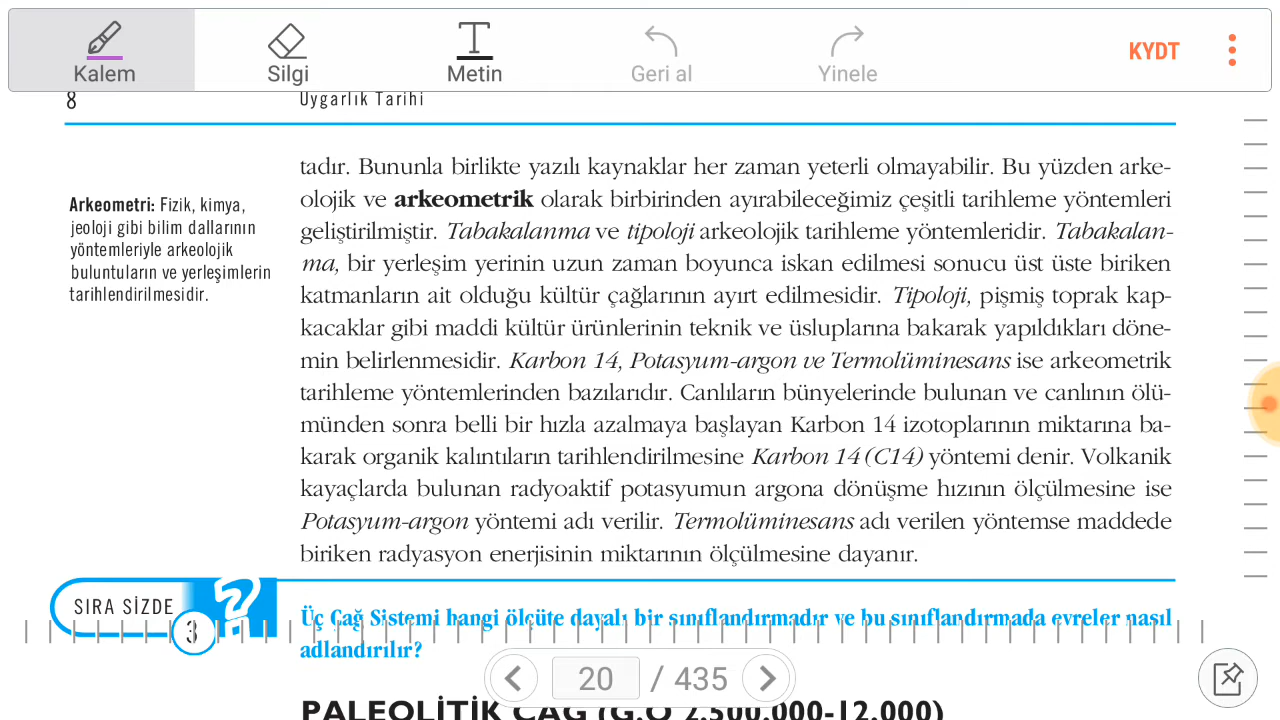 Kalem
Silgi
Metin
Geri al
Yinele
KYDT
8
Uygarlık Tarihi
tadır. Bununla birlikte yazılı kaynaklar her zaman yeterli olmayabilir. Bu yüzden arke-
olojik ve arkeometrik olarak birbirinden ayırabileceğimiz çeşitli tarihleme yöntemleri
geliştirilmiştir. Tabakalanma ve tipoloji arkeolojik tarihleme yöntemleridir. Tabakalan-
ma, bir yerleşim yerinin uzun zaman boyunca iskan edilmesi sonucu üst üste biriken
katmanların ait olduğu kültür çağlarının ayırt edilmesidir. Tipoloji, pişmiş toprak kap-
kacaklar gibi maddi kültür ürünlerinin teknik ve üsluplarına bakarak yapıldıkları döne-
min belirlenmesidir. Karbon 14, Potasyum-argon ve Termolüminesans ise arkeometrik
tarihleme yöntemlerinden bazılarıdır. Canlıların bünyelerinde bulunan ve canlının ölü-
münden sonra belli bir hızla azalmaya başlayan Karbon 14 izotoplarının miktarına ba-
karak organik kalıntıların tarihlendirilmesine Karbon 14 (C14) yöntemi denir. Volkanik
kayaçlarda bulunan radyoaktif potasyumun argona dönüşme hızının ölçülmesine ise
Potasyum-argon yöntemi adı verilir. Termolüminesans adı verilen yöntemse maddede
biriken radyasyon enerjisinin miktarının ölçülmesine dayanır.
Arkeometri: Fizik, kimya,
jeoloji gibi bilim dallarının
yöntemleriyle arkeolojik
buluntuların ve yerleşimlerin
tarihlendirilmesidir.
SIRA SİZDE
3
Üç Çağ Sistemi hangi ölçüte dayalı bir sınıflandırmadır ve bu sınıflandırmada evreler nasıl
adlandırılır?
20 / 435
PALEOLİTİK ÇAĞ (G.Ö 2.500.000-12.000)